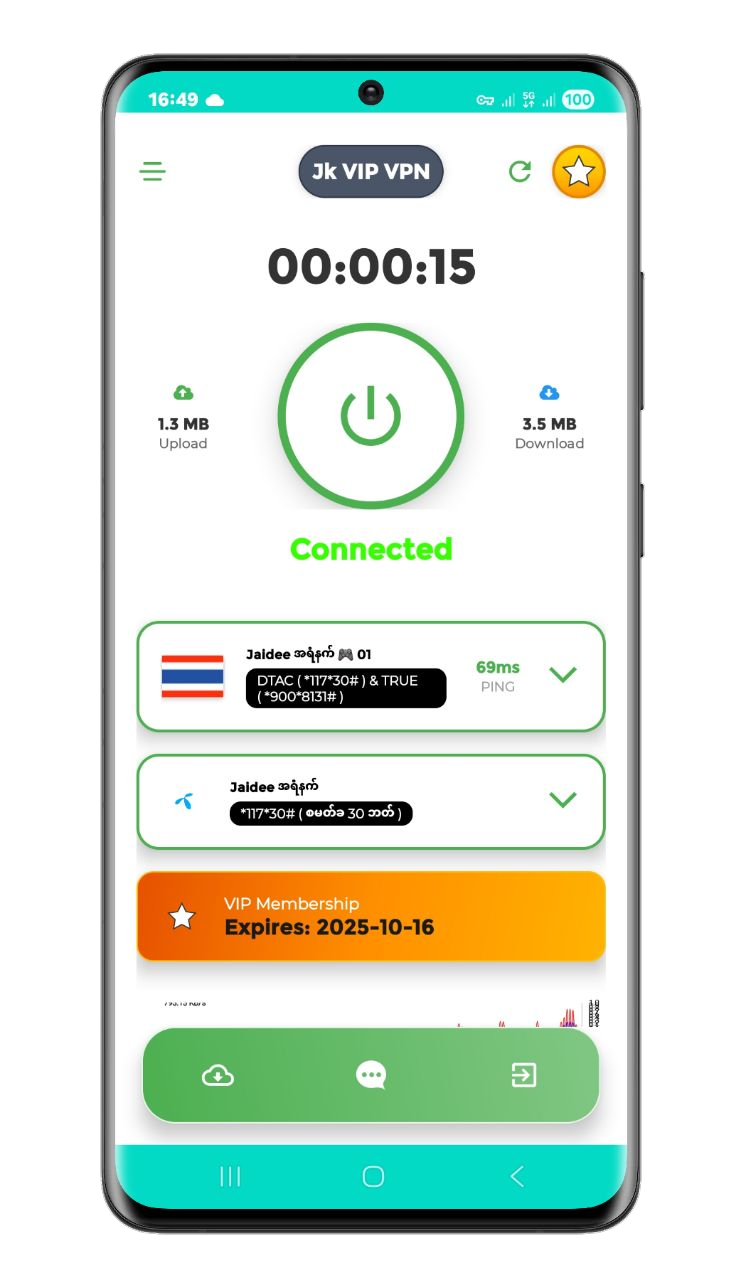 16:49
5G
100
Jk VIP VPN
00:00:15
1.3 MB
Upload
3.5 MB
Download
Connected
Jaidee အရံနက် 🎮 01
DTAC ( *117*30# ) & TRUE
( *900*8131# )
69ms
PING
Jaidee အရံနက်
*117*30# ( စမတ်ခ 30 ဘတ် )
VIP Membership
Expires: 2025-10-16